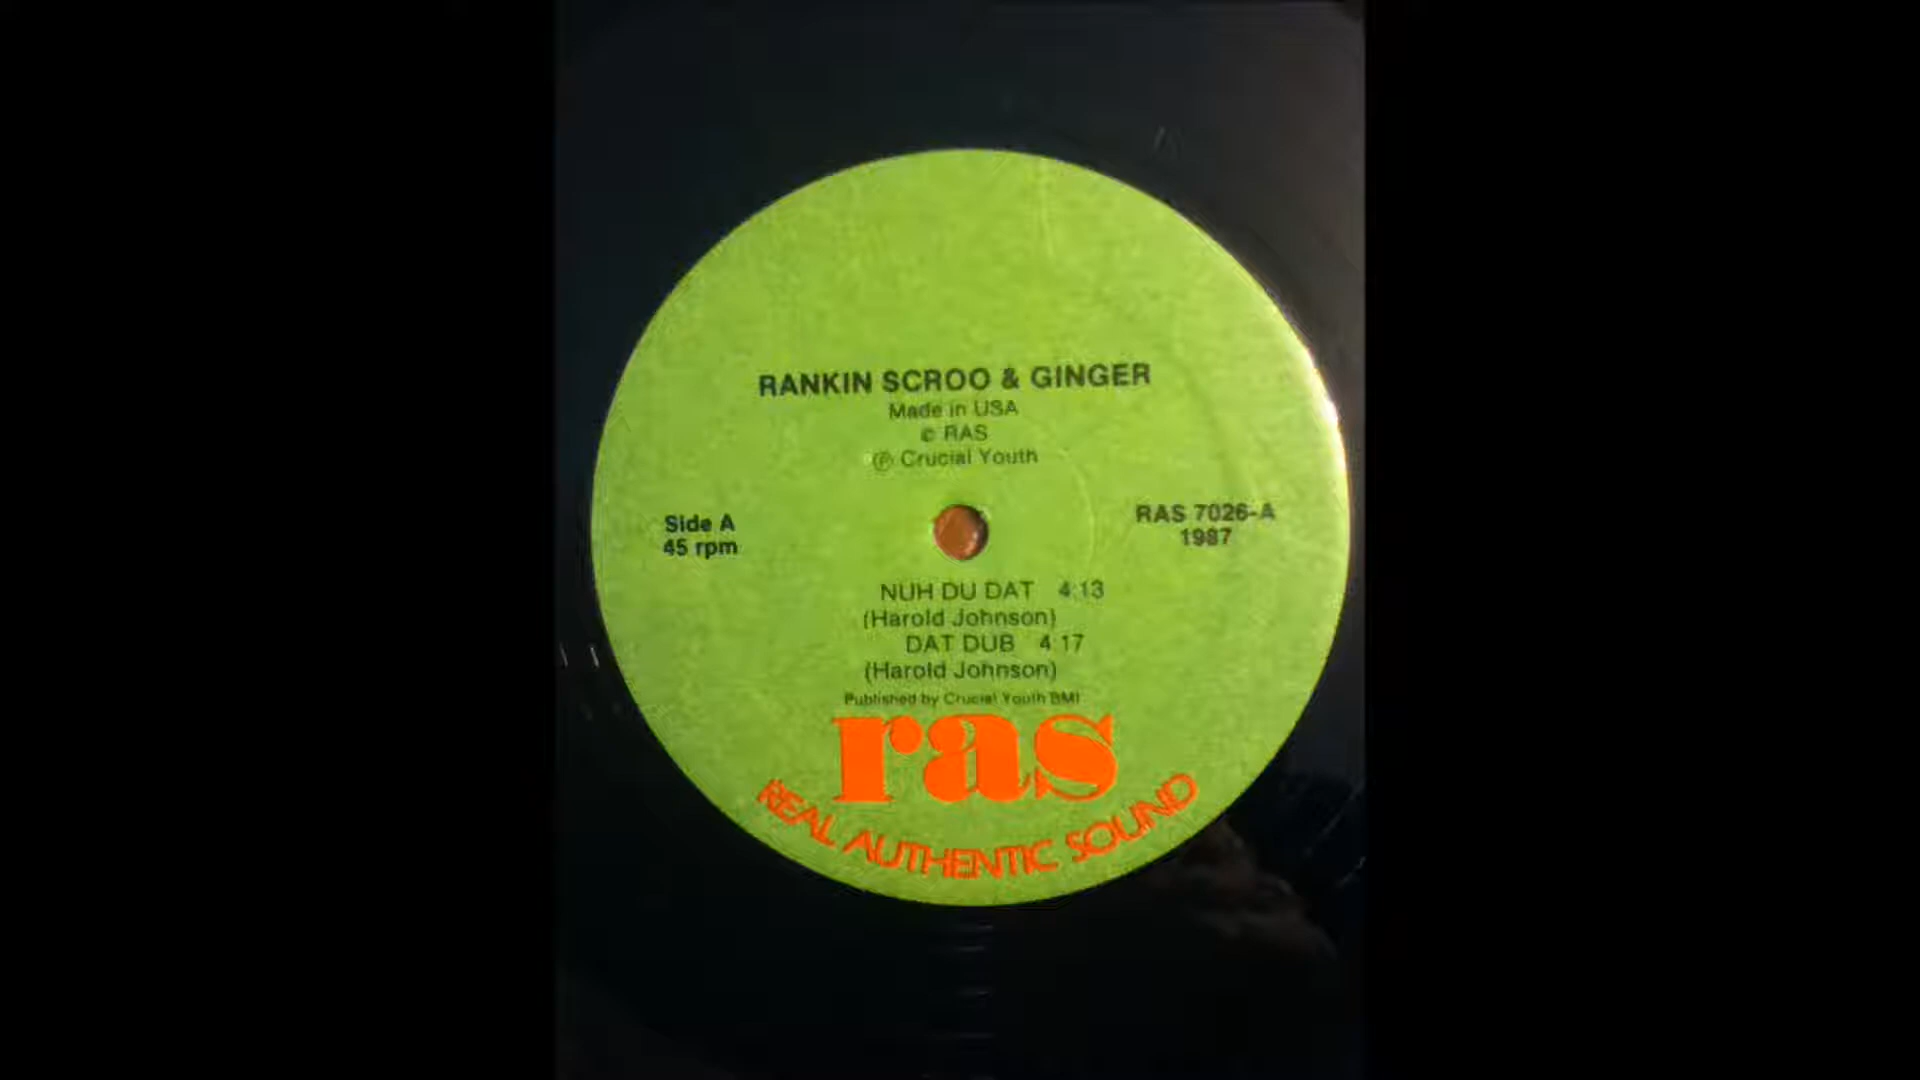 RANKIN SCROO & GINGER
Made in USA
© RAS
℗ Crucial Youth
Side A
45 rpm
RAS 7026-A
1987
NUH DU DAT 4:13
(Harold Johnson)
DAT DUB 4:17
(Harold Johnson)
Published by Crucial Youth BMI
ras
REAL AUTHENTIC SOUND